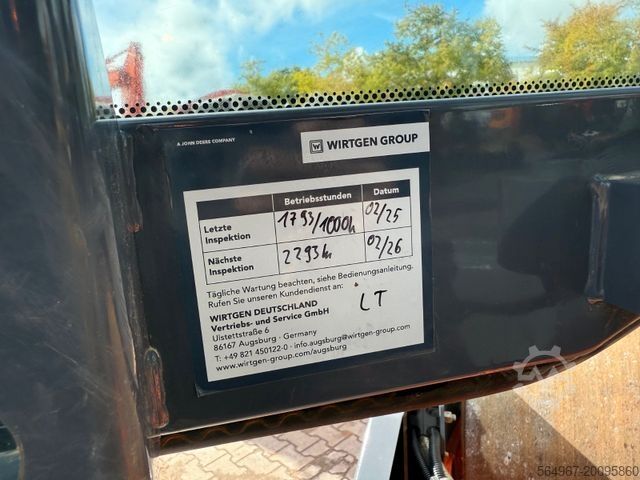 A JOHN DEERE COMPANY
WIRTGEN GROUP
Betriebsstunden Datum
Letzte Inspektion 1793/1000h 02/25
Nächste Inspektion 2293h 02/26
Tägliche Wartung beachten, siehe Bedienungsanleitung.
Rufen Sie unseren Kundendienst an:
WIRTGEN DEUTSCHLAND
Vertriebs- und Service GmbH
LT
Uistettstraße 6
86167 Augsburg · Germany
T: +49 821 450122-0 · info.augsburg@wirtgen-group.com
www.wirtgen-group.com/augsburg
564967-20095860